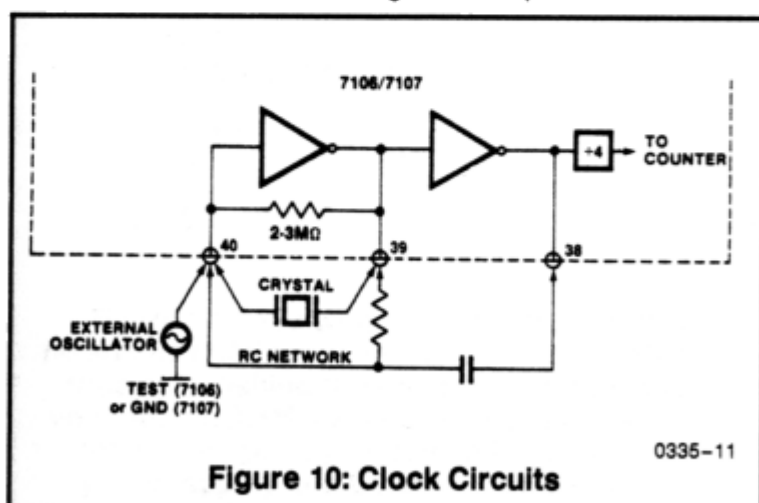 7106/7107
÷4
TO
COUNTER
2-3MΩ
40
39
38
CRYSTAL
EXTERNAL
OSCILLATOR
RC NETWORK
TEST (7106)
or GND (7107)
0335-11
Figure 10: Clock Circuits